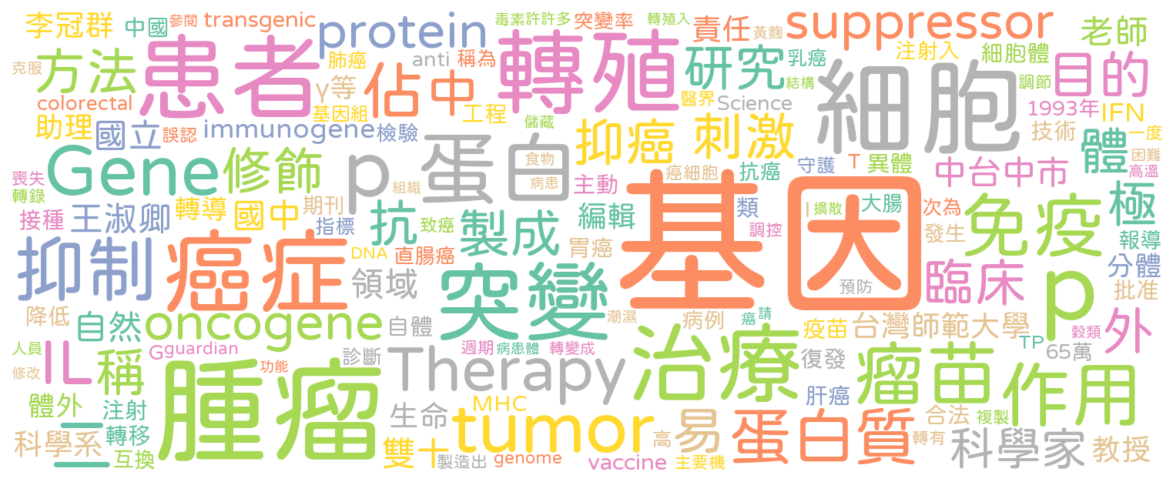 李冠群 中國 參閱 transgenic protein 毒素 許許多 突變率 轉殖入 黃麴 suppressor 老師
克服 方法 患者 肺癌 anti 稱為 轉殖 研究 乳癌 責任 結構 注射入 細胞體 目的 調節
colorectal γ等 佔中 工程 醫界 Science 細胞 1993年 IFN
助理 國立 誤認 基因組 immunogene 檢驗 儲藏 抑癌 刺激 技術 一度
Gene 修飾 p 蛋白 食物 病患 癌細胞 抗癌 守護 T 異體 體 困難 高溫
喪失 轉錄 組織 主動 基因 中台中市
接種 王淑卿 轉導 國中 期刊 指標 抗 致癌 製成 編輯 類 調控 擴散 大腸 次為 免疫 極
抑制 癌症 DNA 直腸癌 膽癌 突變 發生 臨床 報導 分體
領域 預防 p 批准
降低 自然 oncogene 自體 潮濕 病例 癌 請 疫苗 台灣師範大學 穀類 外
人員 IL 稱 Gguardian 診斷 週期 病患體 轉變成 治療 復發 TP 65萬
修改 腫瘤 功能 Therapy 肝癌 瘤苗 作用
體外 注射 生命 MHC tumor 高 易 蛋白質 合法 複製
科學系 二 轉移 互換 雙十 製造出 genome vaccine 主要機 轉有 科學家 教授